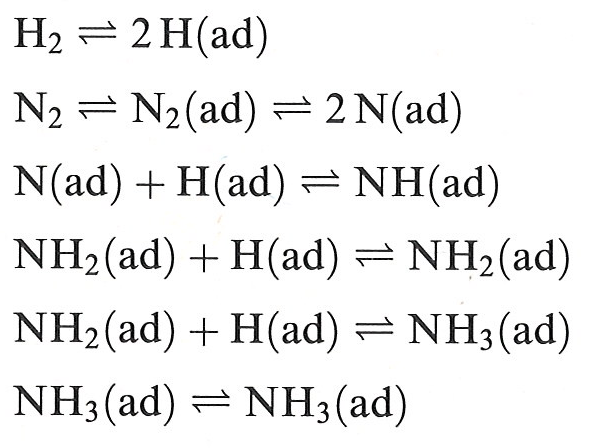 H₂ ⇌ 2 H(ad)
N₂ ⇌ N₂(ad) ⇌ 2 N(ad)
N(ad) + H(ad) ⇌ NH(ad)
NH₂(ad) + H(ad) ⇌ NH₂(ad)
NH₂(ad) + H(ad) ⇌ NH₃(ad)
NH₃(ad) ⇌ NH₃(ad)